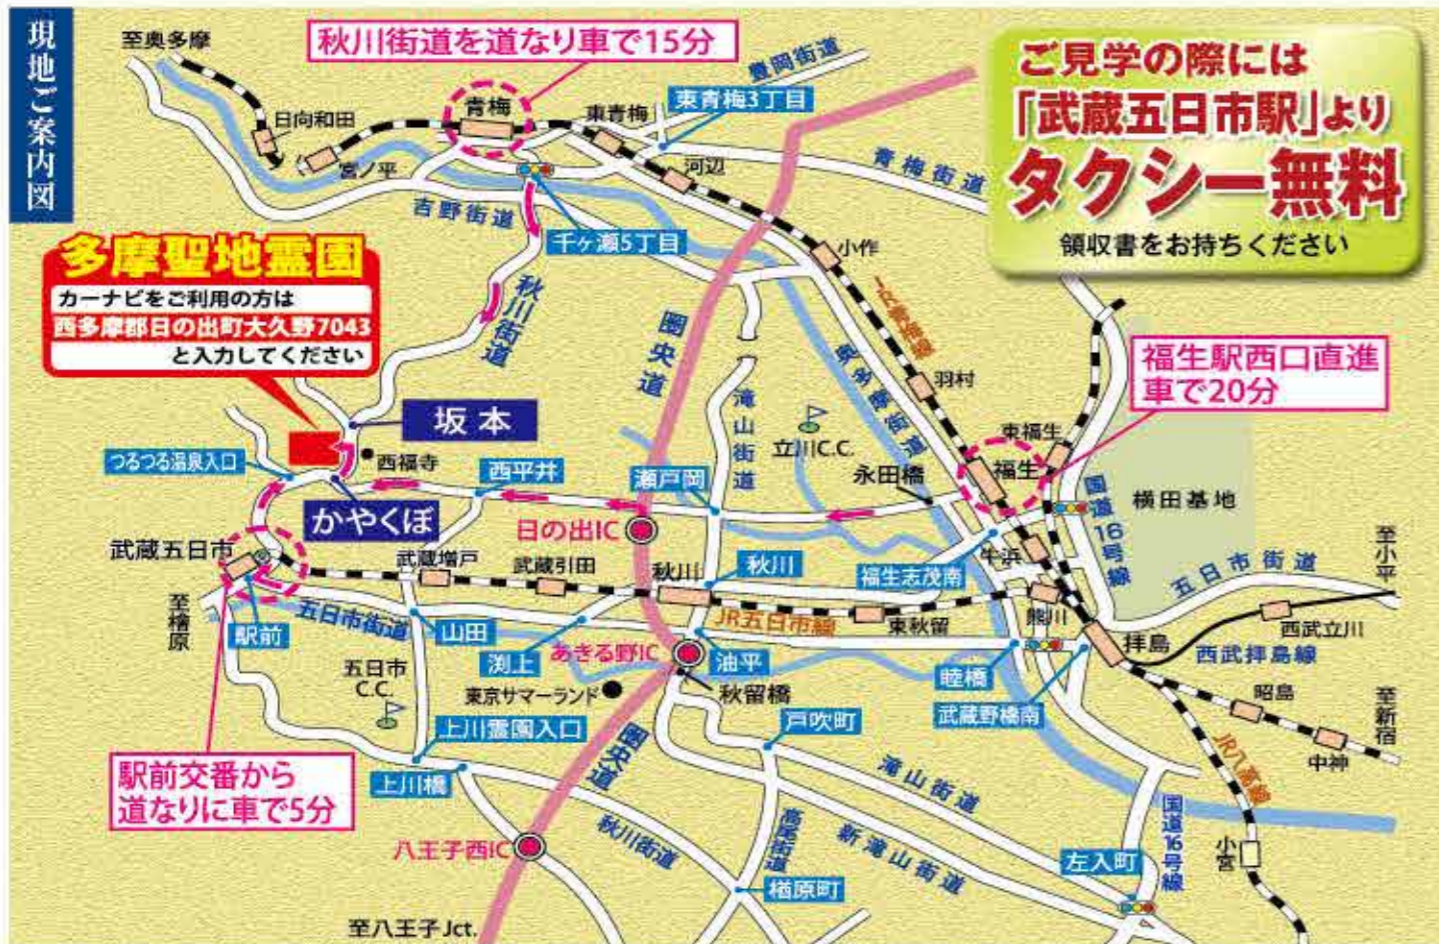 現地ご案内図
至奥多摩
秋川街道を道なり車で15分
豊岡街道
ご見学の際には
「武蔵五日市駅」より
タクシー無料
領収書をお持ちください
青梅
東青梅
東青梅3丁目
日向和田
宮ノ平
河辺
青梅街道
吉野街道
千ヶ瀬5丁目
小作
多摩聖地霊園
カーナビをご利用の方は
西多摩郡日の出町大久野7043
と入力してください
秋川街道
圏央道
JR青梅線
奥多摩街道
羽村
福生駅西口直進
車で20分
滝山街道
立川C.C.
坂本
東福生
福生
つるつる温泉入口
西福寺
西平井
瀬戸岡
永田橋
国道16号線
横田基地
かやくぼ
日の出IC
武蔵五日市
武蔵増戸
武蔵引田
秋川
秋川
福生志茂南
牛浜
五日市街道
至小平
至檜原
駅前
五日市街道
山田
渕上
JR五日市線
東秋留
熊川
拝島
西武立川
西武拝島線
あきる野IC
油平
睦橋
五日市
C.C.
東京サマーランド
秋留橋
武蔵野橋南
昭島
至新宿
上川霊園入口
戸吹町
中神
駅前交番から
道なりに車で5分
上川橋
圏央道
滝山街道
JR八高線
八王子西IC
秋川街道
高尾街道
新滝山街道
国道16号線
左入町
小宮
楢原町
至八王子Jct.